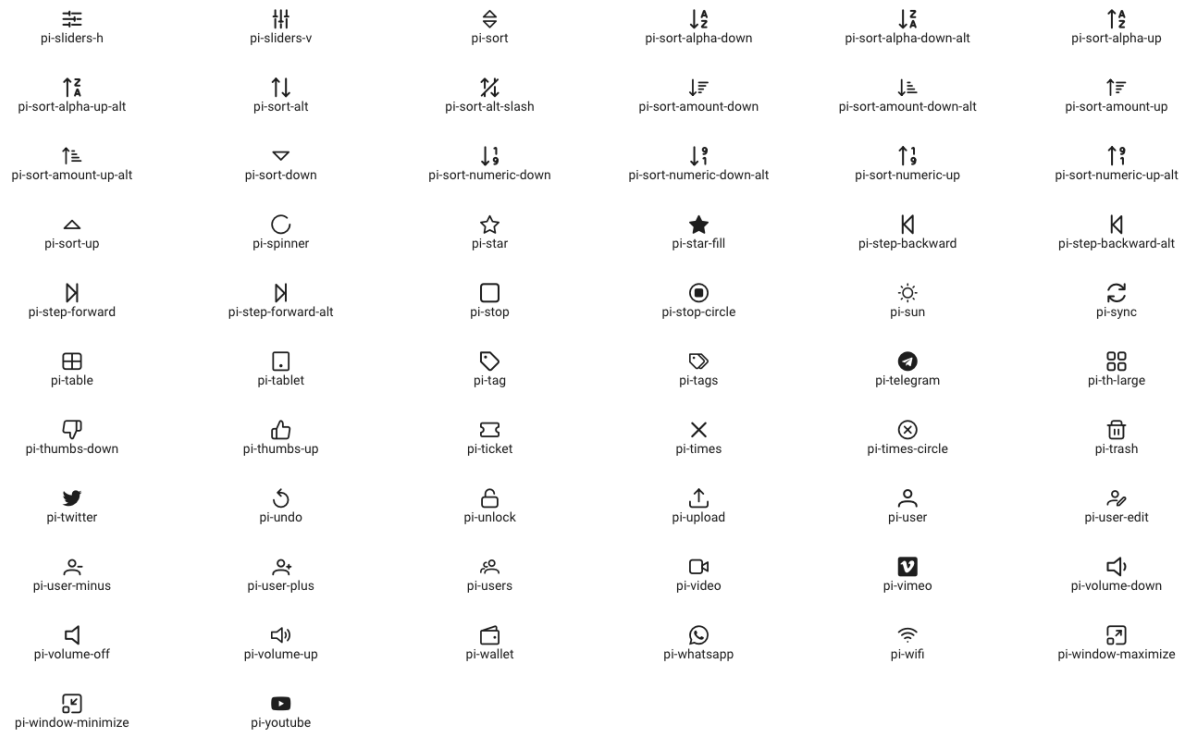 pi-sliders-h pi-sliders-v pi-sort pi-sort-alpha-down pi-sort-alpha-down-alt pi-sort-alpha-up
pi-sort-alpha-up-alt pi-sort-alt pi-sort-alt-slash pi-sort-amount-down pi-sort-amount-down-alt pi-sort-amount-up
pi-sort-amount-up-alt pi-sort-down pi-sort-numeric-down pi-sort-numeric-down-alt pi-sort-numeric-up pi-sort-numeric-up-alt
pi-sort-up pi-spinner pi-star pi-star-fill pi-step-backward pi-step-backward-alt
pi-step-forward pi-step-forward-alt pi-stop pi-stop-circle pi-sun pi-sync
pi-table pi-tablet pi-tag pi-tags pi-telegram pi-th-large
pi-thumbs-down pi-thumbs-up pi-ticket pi-times pi-times-circle pi-trash
pi-twitter pi-undo pi-unlock pi-upload pi-user pi-user-edit
pi-user-minus pi-user-plus pi-users pi-video pi-vimeo pi-volume-down
pi-volume-off pi-volume-up pi-wallet pi-whatsapp pi-wifi pi-window-maximize
pi-window-minimize pi-youtube